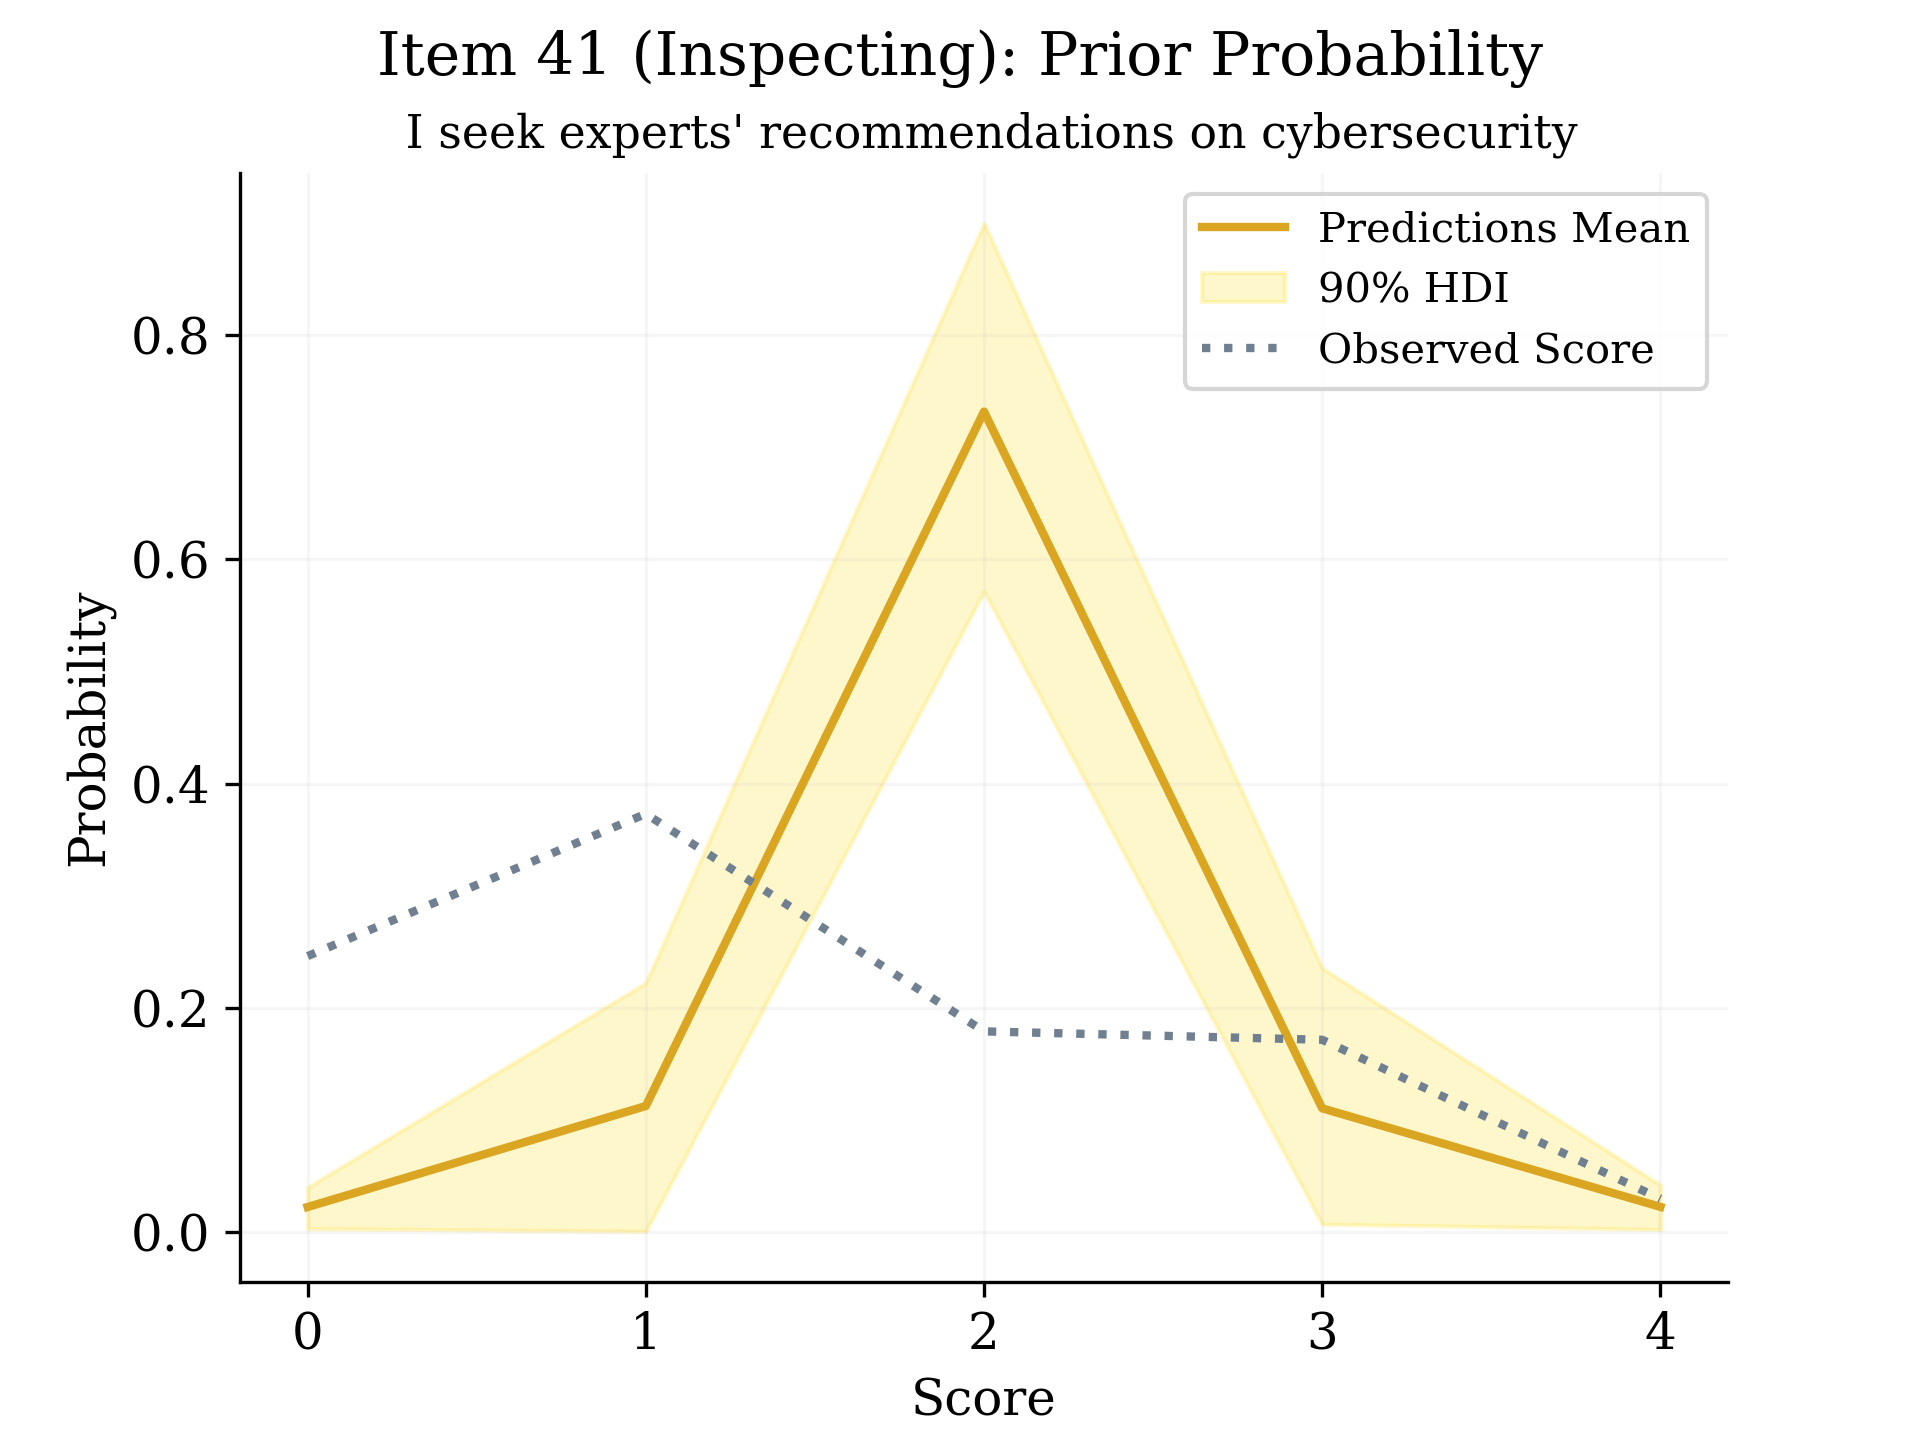 Item 41 (Inspecting): Prior Probability
I seek experts' recommendations on cybersecurity
Predictions Mean
90% HDI
Observed Score
Probability
0.8
0.6
0.4
0.2
0.0
0 1 2 3 4
Score